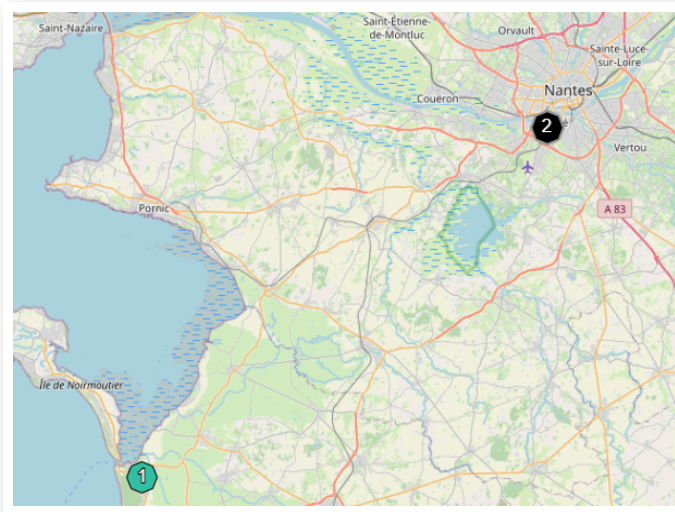 Saint-Nazaire
Saint-Étienne-
de-Montluc
Orvault
Sainte-Luce-
sur-Loire
Couëron
Nantes
2
é
Vertou
A 83
Pornic
Île de Noirmoutier
1